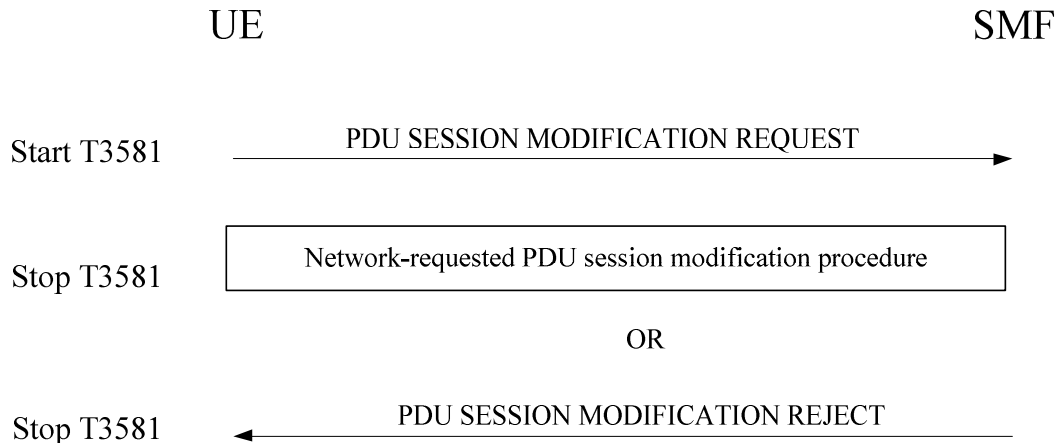 UE SMF
Start T3581 PDU SESSION MODIFICATION REQUEST
Stop T3581 Network-requested PDU session modification procedure
OR
Stop T3581 PDU SESSION MODIFICATION REJECT